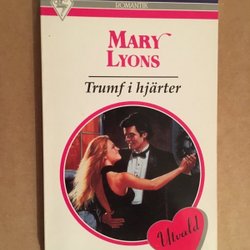 ROMANTIK
MARY
LYONS
Trumf i hjärter
Utvald